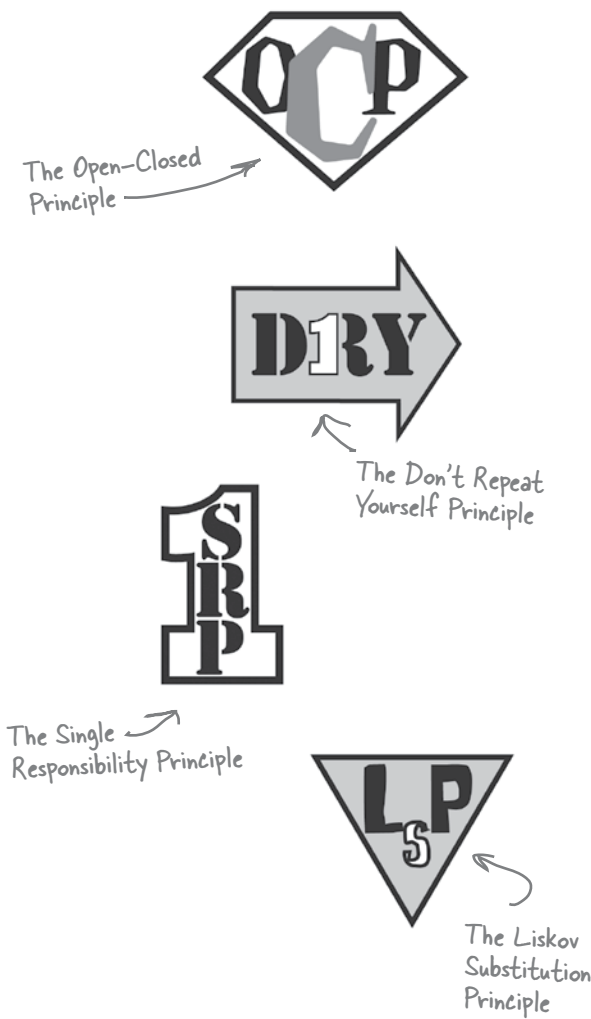 OCP
The Open-Closed
Principle
D1RY
The Don't Repeat
Yourself Principle
S
R
P
The Single
Responsibility Principle
LSP
The Liskov
Substitution
Principle